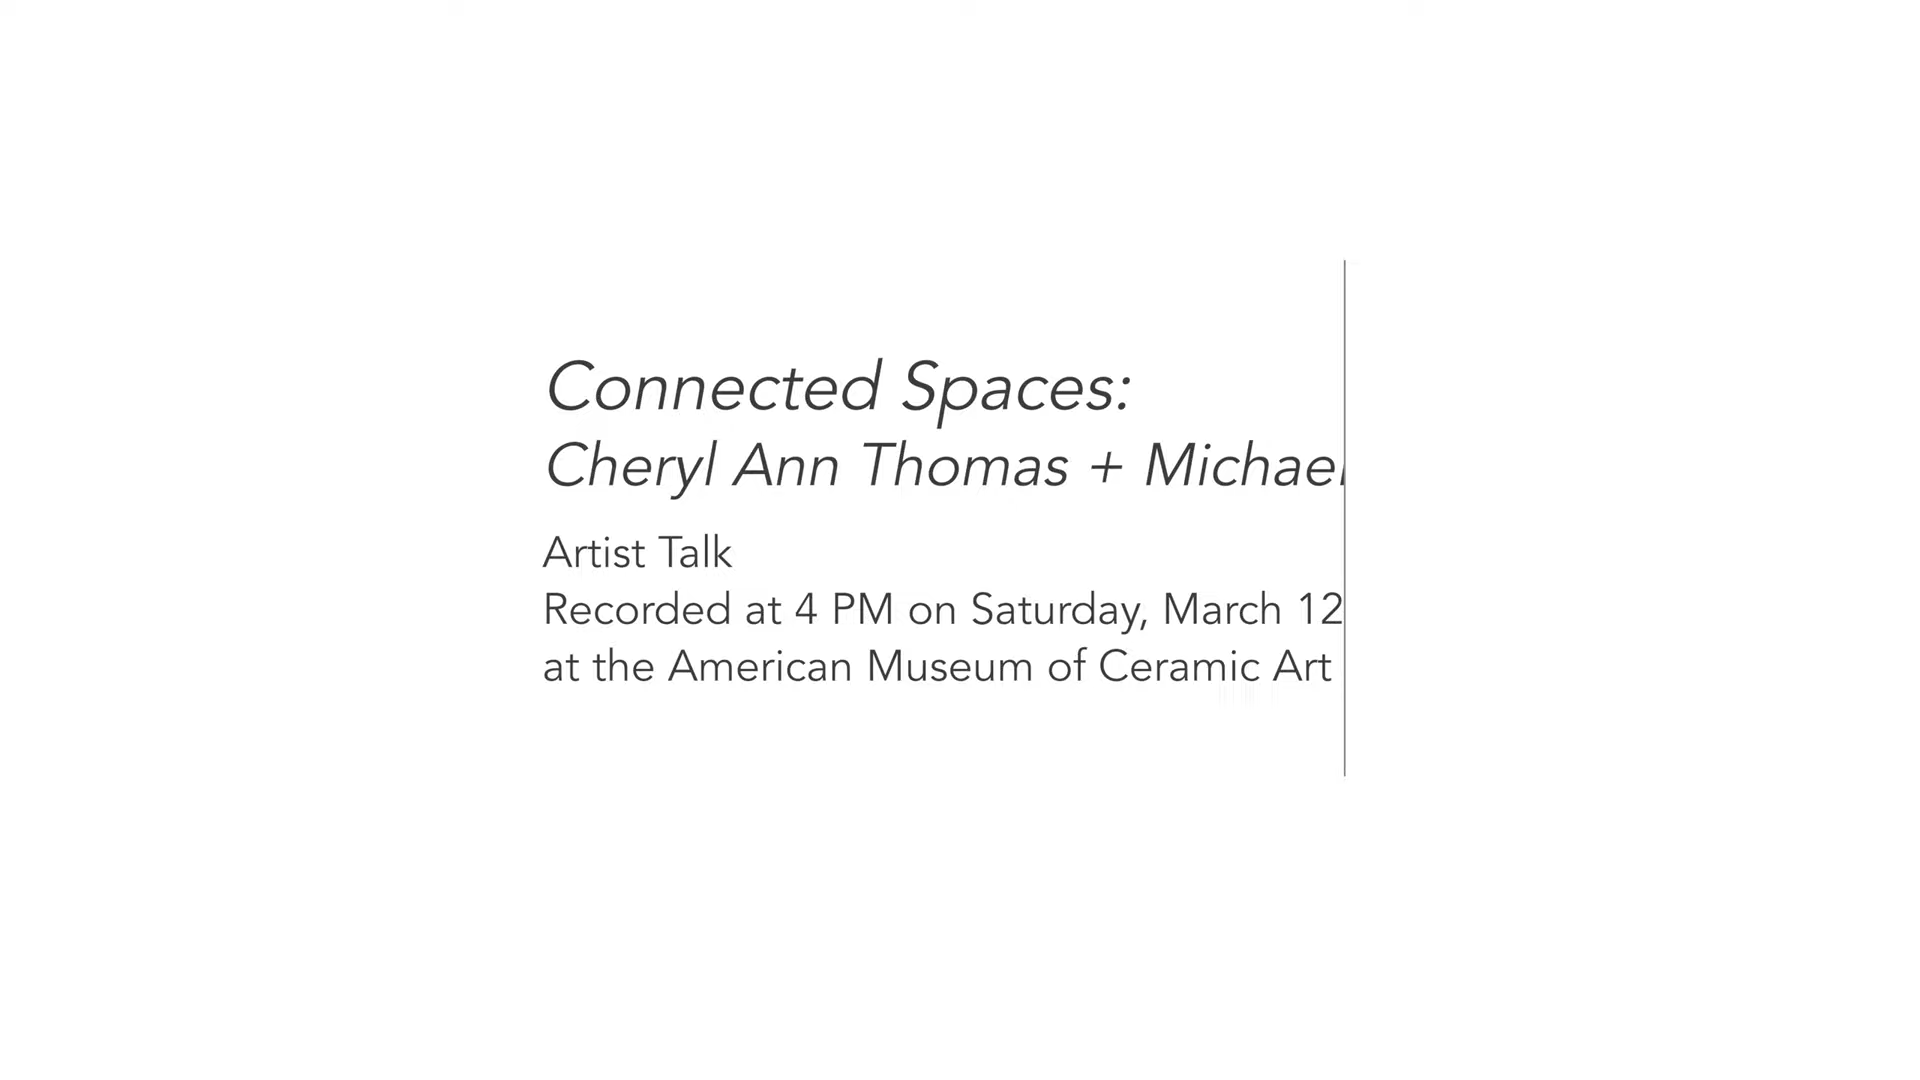 Connected Spaces:
Cheryl Ann Thomas + Michael
Artist Talk
Recorded at 4 PM on Saturday, March 12
at the American Museum of Ceramic Art